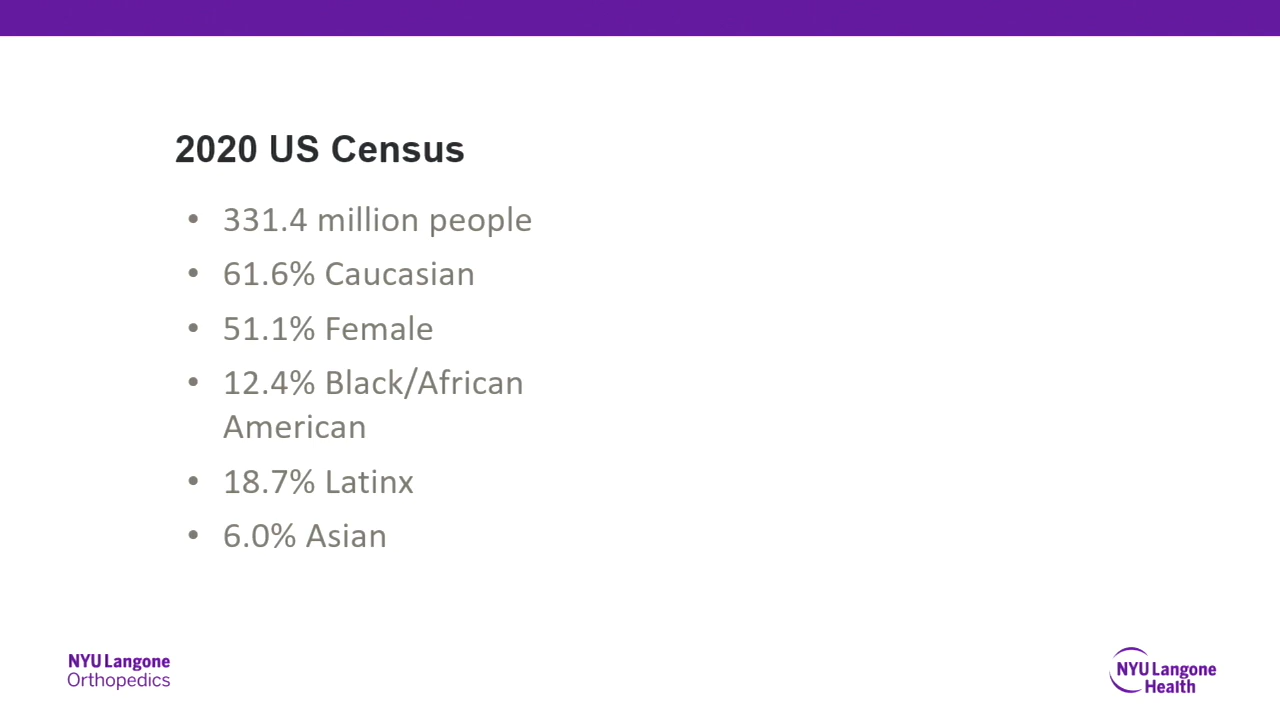 2020 US Census
• 331.4 million people
• 61.6% Caucasian
• 51.1% Female
• 12.4% Black/African
American
• 18.7% Latinx
• 6.0% Asian
NYU Langone
Orthopedics
NYU Langone
Health